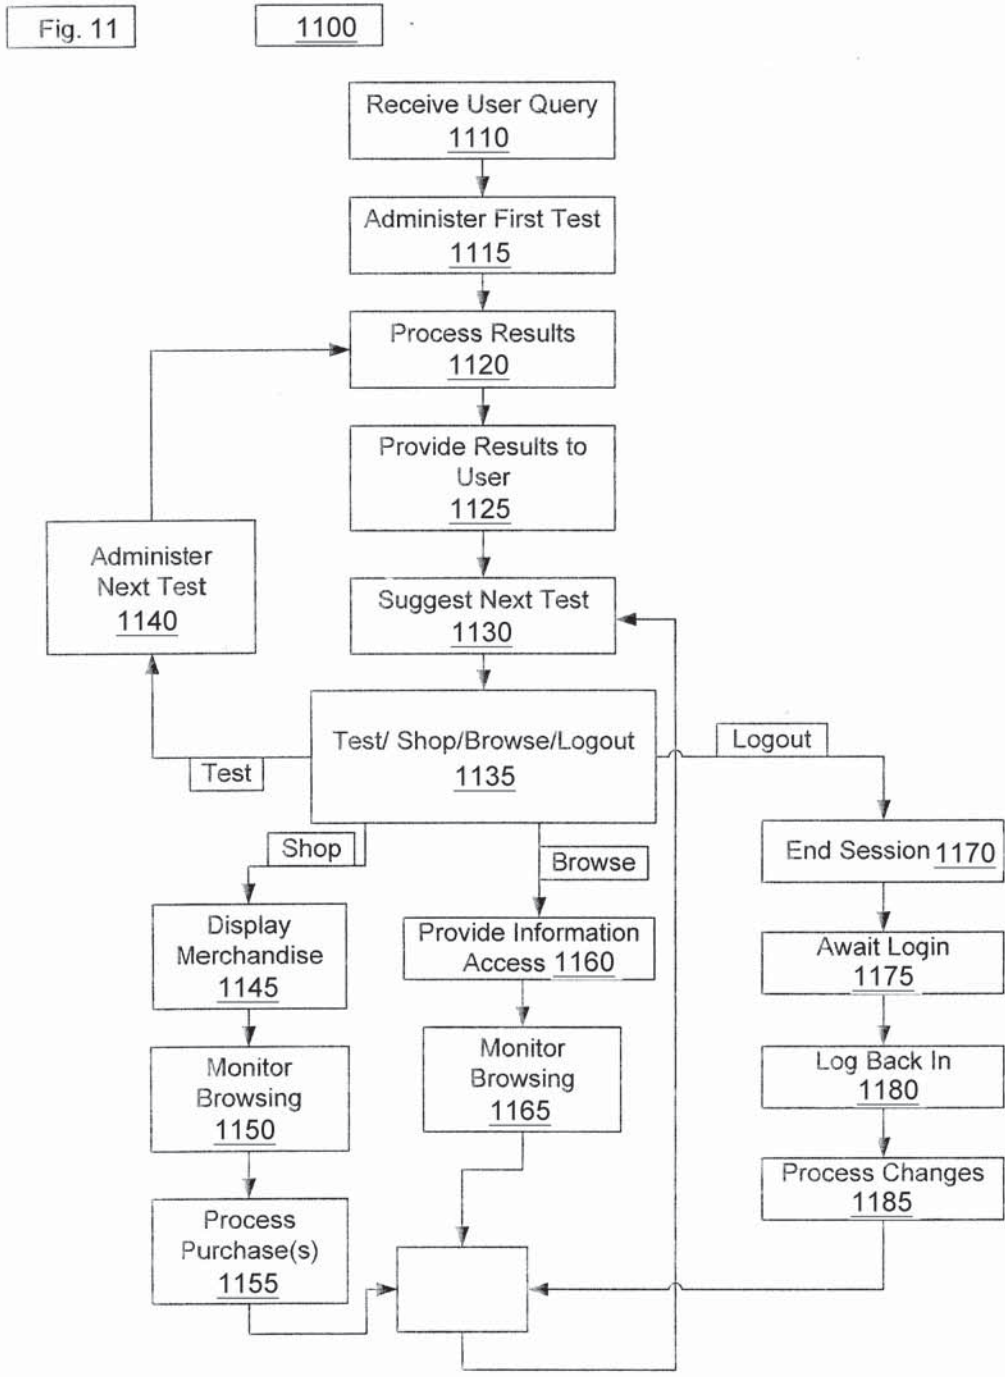 Fig. 11
1100
Receive User Query
1110
Administer First Test
1115
Process Results
1120
Provide Results to
User
1125
Administer
Next Test
1140
Suggest Next Test
1130
Test/ Shop/Browse/Logout
1135
Test
Logout
Shop
Browse
End Session 1170
Display
Merchandise
1145
Provide Information
Access 1160
Await Login
1175
Monitor
Browsing
1150
Monitor
Browsing
1165
Log Back In
1180
Process Changes
1185
Process
Purchase(s)
1155